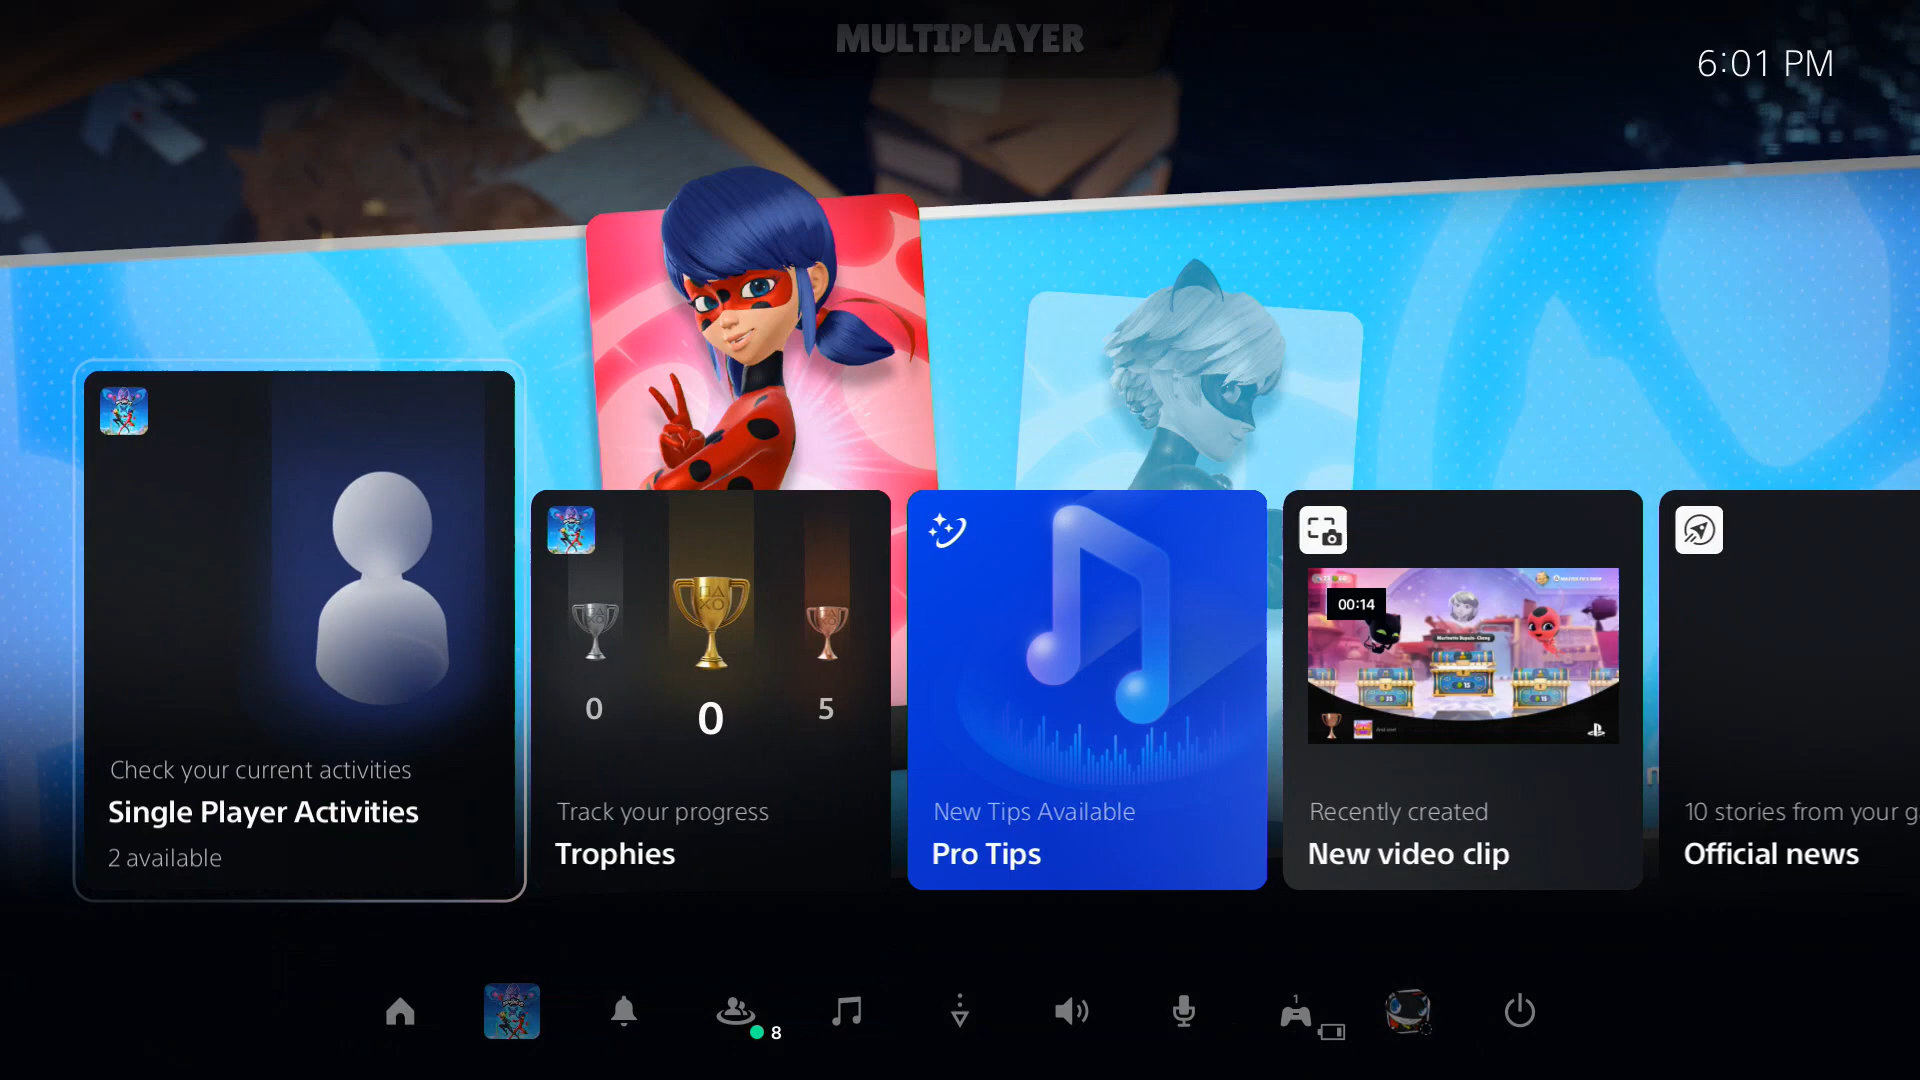 MULTIPLAYER
6:01 PM
Check your current activities
Single Player Activities
2 available
0
0
5
Track your progress
Trophies
New Tips Available
Pro Tips
00:14
15
Recently created
New video clip
10 stories from your g
Official news
8
1